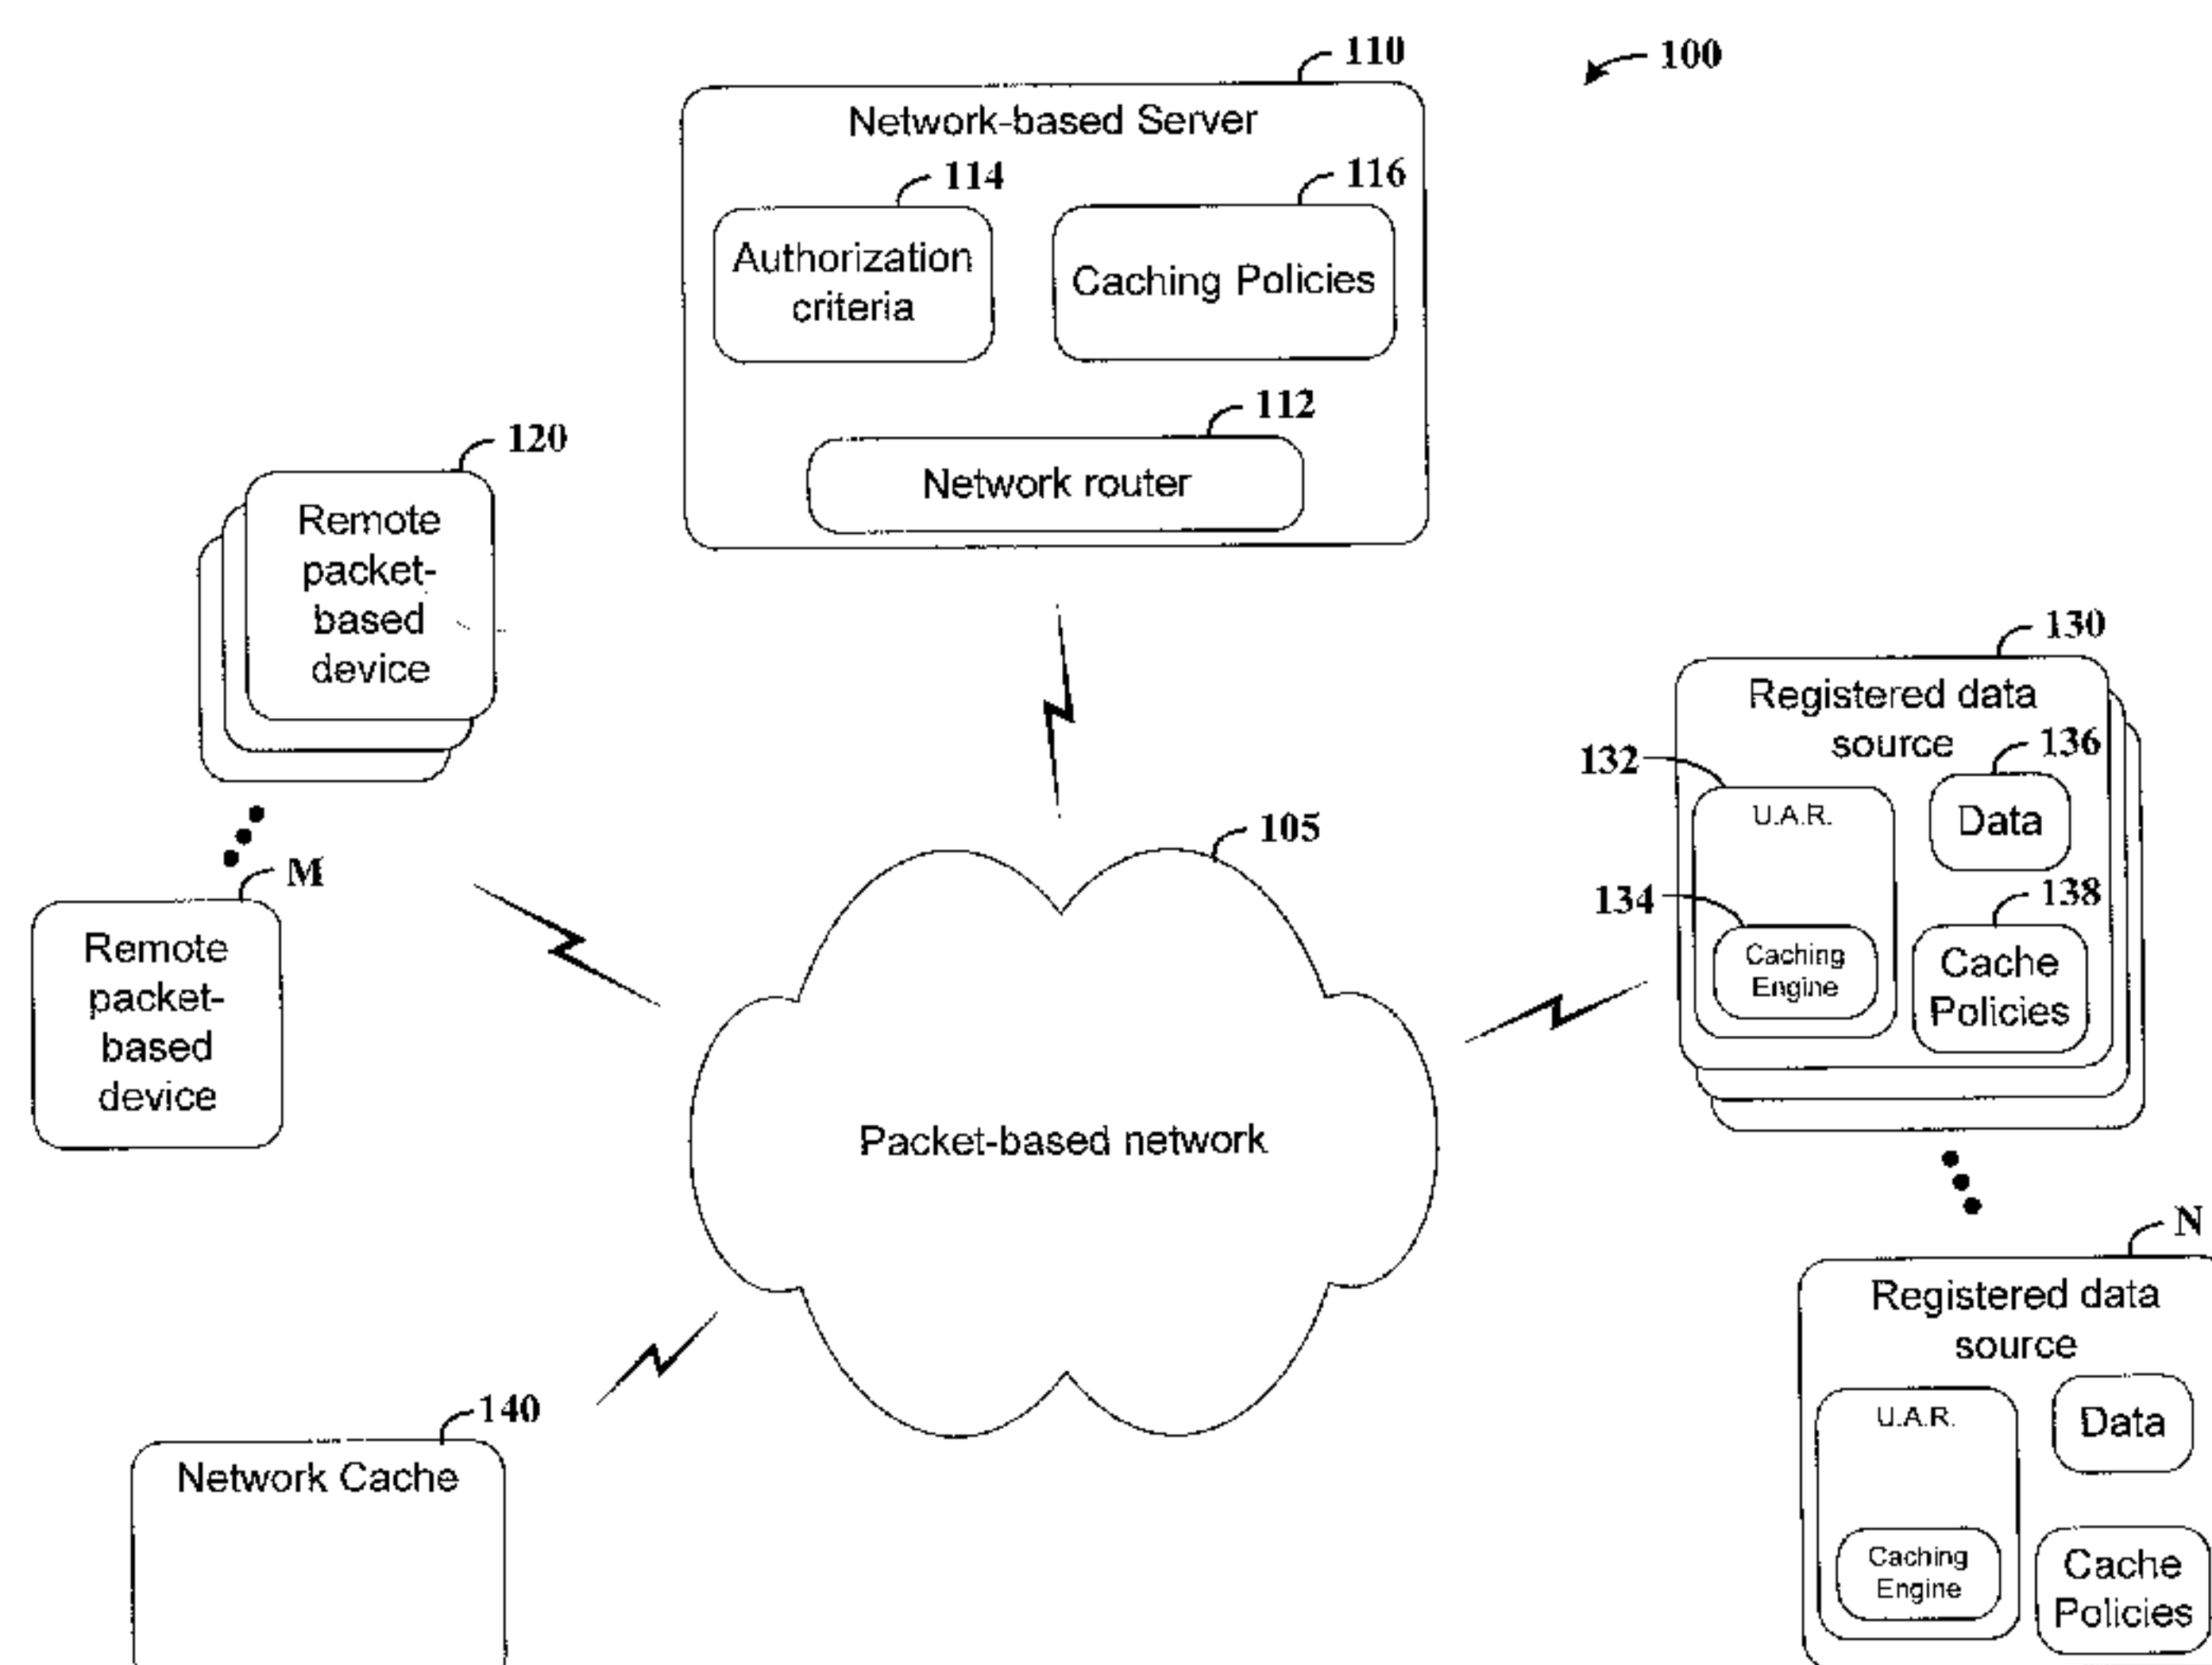 110
100
Network-based Server
114
116
Authorization
criteria
Caching Policies
112
Network router
120
Remote
packet-
based
device
M
Remote
packet-
based
device
105
Packet-based network
130
Registered data
source
132
136
U.A.R.
Data
134
138
Caching
Engine
Cache
Policies
N
Registered data
source
U.A.R.
Data
Caching
Engine
Cache
Policies
140
Network Cache